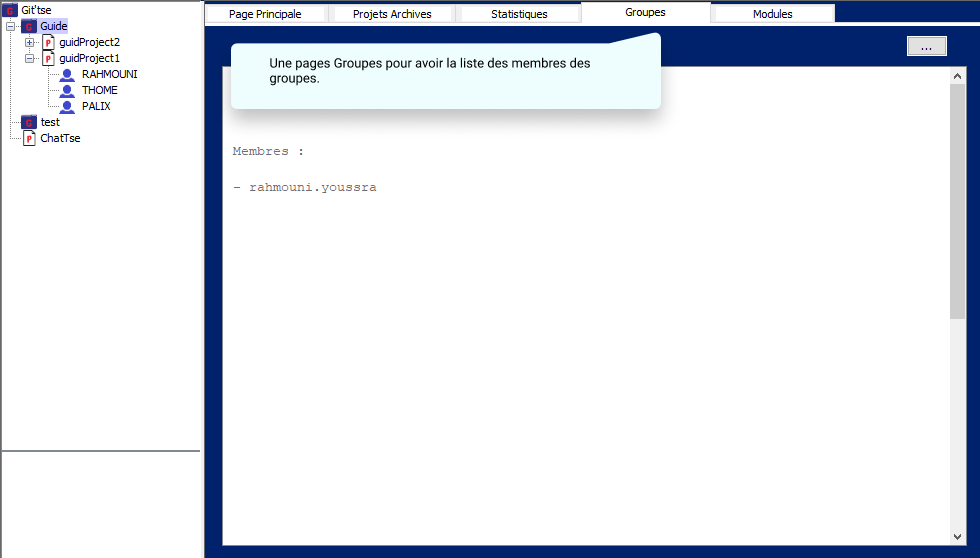 Git'tse
Guide
guidProject2
guidProject1
RAHMOUNI
THOME
PALIX
test
ChatTse
Page Principale
Projets Archives
Statistiques
Groupes
Modules
...
Une pages Groupes pour avoir la liste des membres des
groupes.
Membres :
- rahmouni.youssra